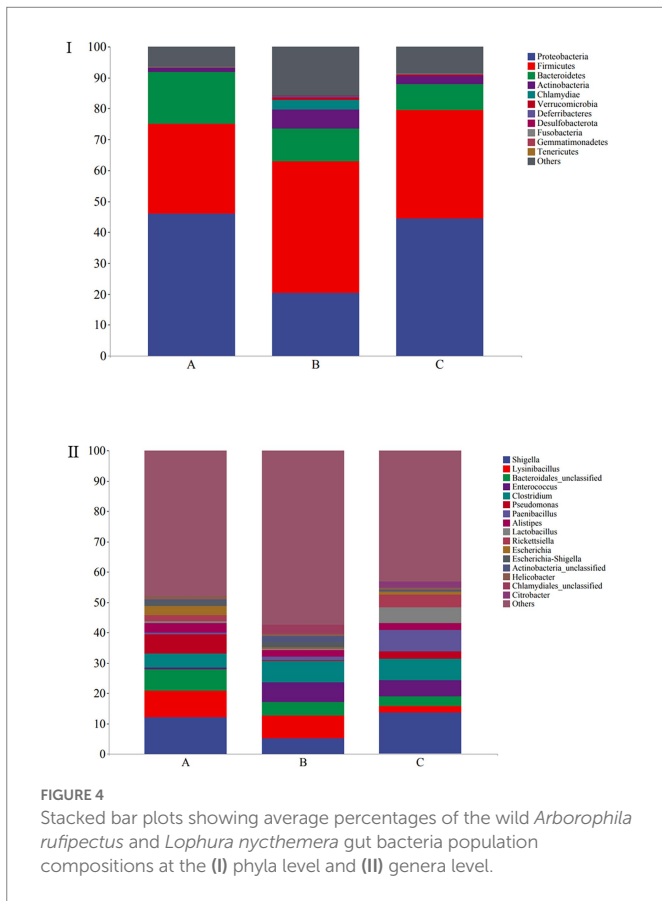 I
100
90
80
70
60
50
40
30
20
10
0
A
B
C
Proteobacteria
Firmicutes
Bacteroidetes
Actinobacteria
Chlamydiae
Verrucomicrobia
Deferribacteres
Desulfobacterota
Fusobacteria
Gemmatimonadetes
Tenericutes
Others
II
100
90
80
70
60
50
40
30
20
10
0
A
B
C
Shigella
Lysinibacillus
Bacteroidales_unclassified
Enterococcus
Clostridium
Pseudomonas
Paenibacillus
Alistipes
Lactobacillus
Rickettsiella
Escherichia
Escherichia-Shigella
Actinobacteria_unclassified
Helicobacter
Chlamydiales_unclassified
Citrobacter
Others
FIGURE 4
Stacked bar plots showing average percentages of the wild Arborophila
rufipectus and Lophura nycthemera gut bacteria population
compositions at the (I) phyla level and (II) genera level.